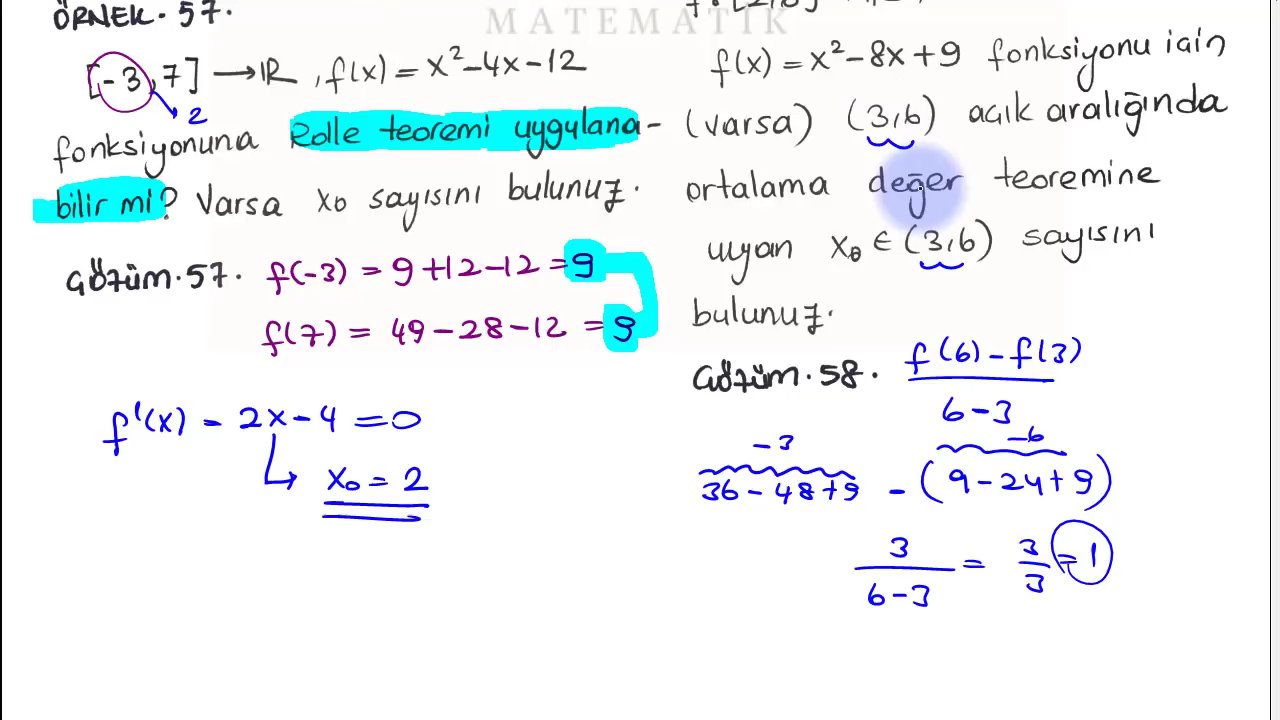 MATEMATİK
ÖRNEK. 57.
[-3, 7] → IR, f(x) = x² - 4x - 12
2
fonksiyonuna Rolle teoremi uygulana-
bilir mi? Varsa x₀ sayısını bulunuz.
Çözüm. 57. f(-3) = 9 + 12 - 12 = 9
f(7) = 49 - 28 - 12 = 9
f'(x) = 2x - 4 = 0
x₀ = 2
f(x) = x² - 8x + 9 fonksiyonu için
(varsa) (3,6) açık aralığında
ortalama değer teoremine
uyan x₀ ∈ (3,6) sayısını
bulunuz.
Çözüm. 58. f(6) - f(3)
6 - 3
-3 -6
36 - 48 + 9 - (9 - 24 + 9)
3 / 6 - 3 = 3/3 = 1